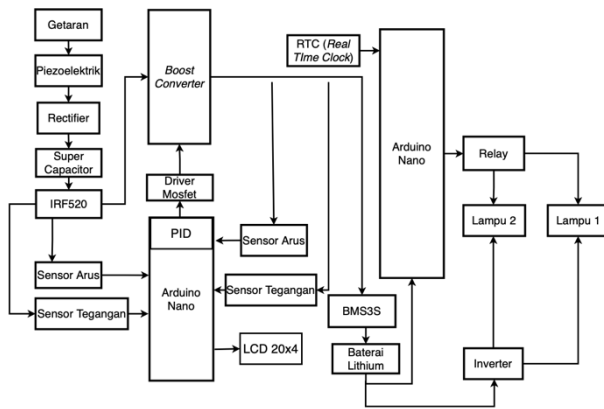 Getaran
Piezoelektrik
Rectifier
Super
Capacitor
IRF520
Sensor Arus
Sensor Tegangan
Boost
Converter
Driver
Mosfet
PID
Arduino
Nano
Sensor Arus
Sensor Tegangan
LCD 20x4
RTC (Real
TIme Clock)
BMS3S
Baterai
Lithium
Arduino
Nano
Relay
Lampu 2
Lampu 1
Inverter